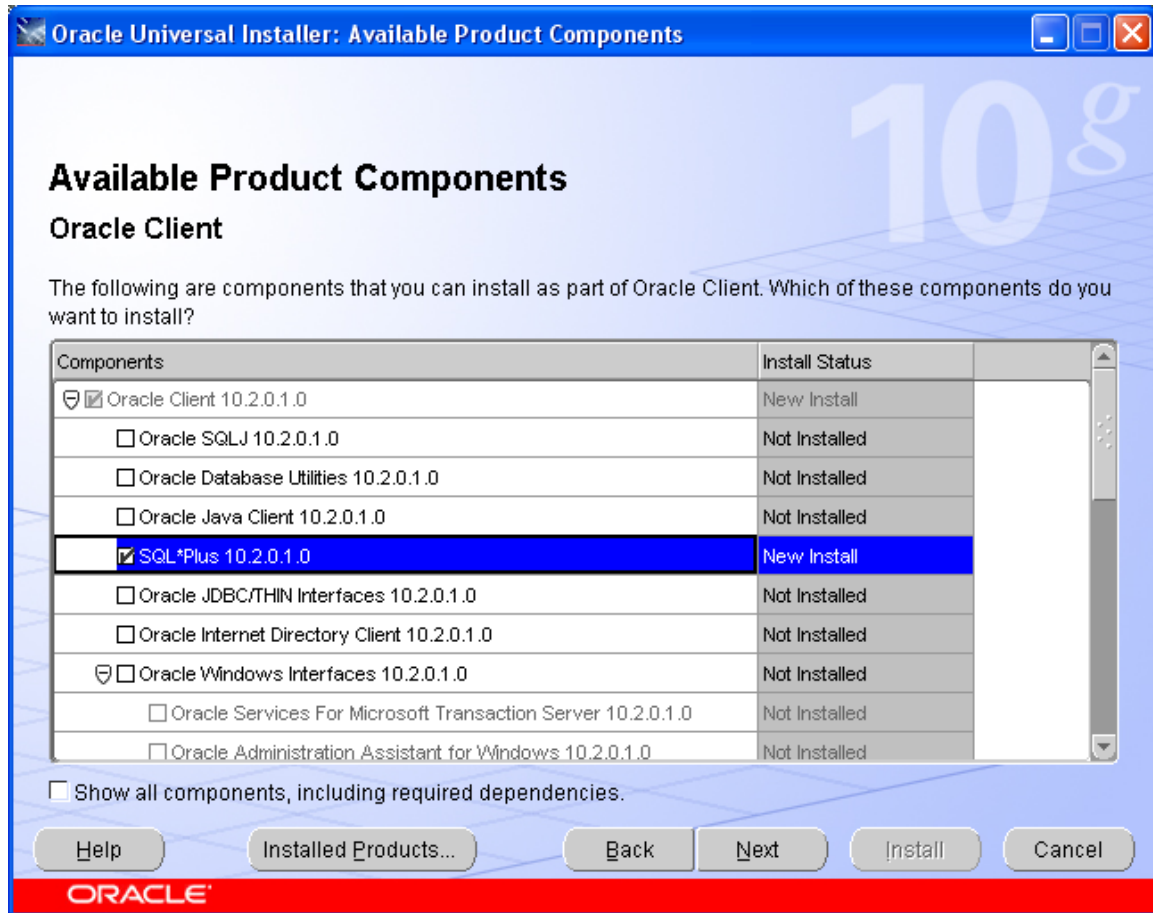 Oracle Universal Installer: Available Product Components
10g
Available Product Components
Oracle Client
The following are components that you can install as part of Oracle Client. Which of these components do you
want to install?
Components Install Status
Oracle Client 10.2.0.1.0 New Install
Oracle SQLJ 10.2.0.1.0 Not Installed
Oracle Database Utilities 10.2.0.1.0 Not Installed
Oracle Java Client 10.2.0.1.0 Not Installed
SQL*Plus 10.2.0.1.0 New Install
Oracle JDBC/THIN Interfaces 10.2.0.1.0 Not Installed
Oracle Internet Directory Client 10.2.0.1.0 Not Installed
Oracle Windows Interfaces 10.2.0.1.0 Not Installed
Oracle Services For Microsoft Transaction Server 10.2.0.1.0 Not Installed
Oracle Administration Assistant for Windows 10.2.0.1.0 Not Installed
Show all components, including required dependencies.
Help Installed Products... Back Next Install Cancel
ORACLE